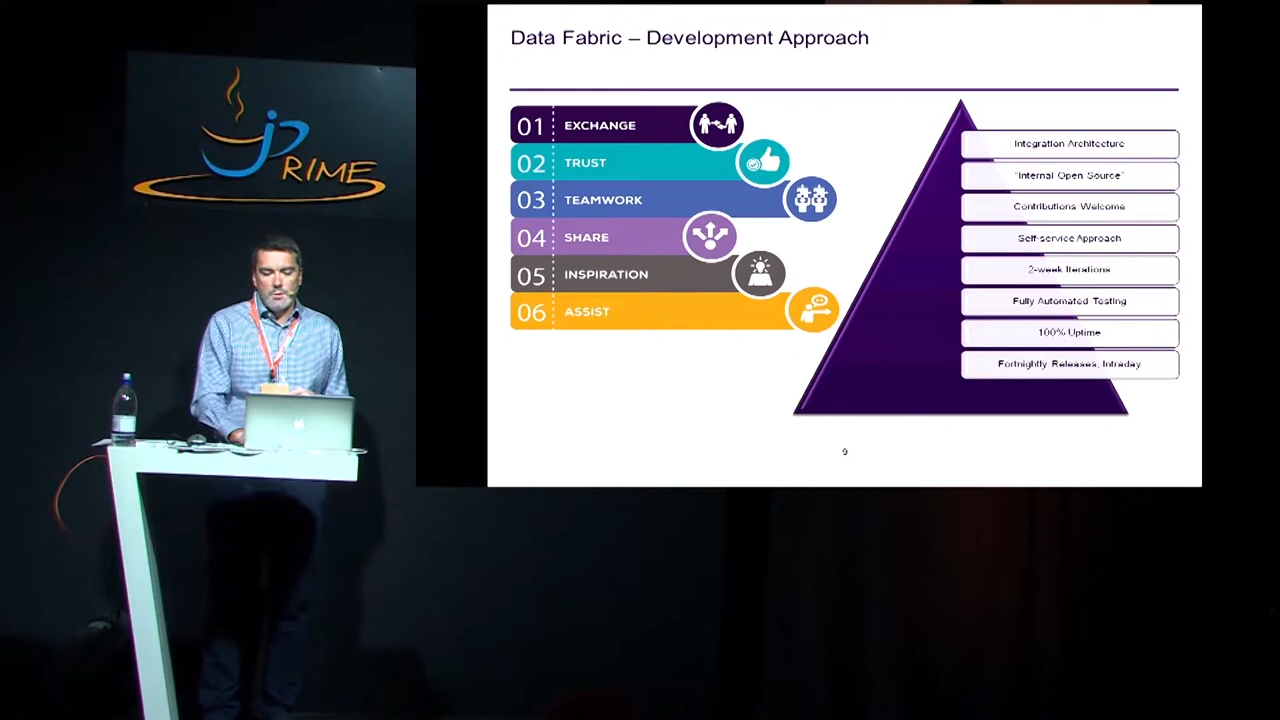 jPRIME
Data Fabric – Development Approach
01 EXCHANGE
02 TRUST
03 TEAMWORK
04 SHARE
05 INSPIRATION
06 ASSIST
Integration Architecture
"Internal Open Source"
Contributions Welcome
Self-service Approach
2-week Iterations
Fully Automated Testing
100% Uptime
Fortnightly Releases, Intraday
9